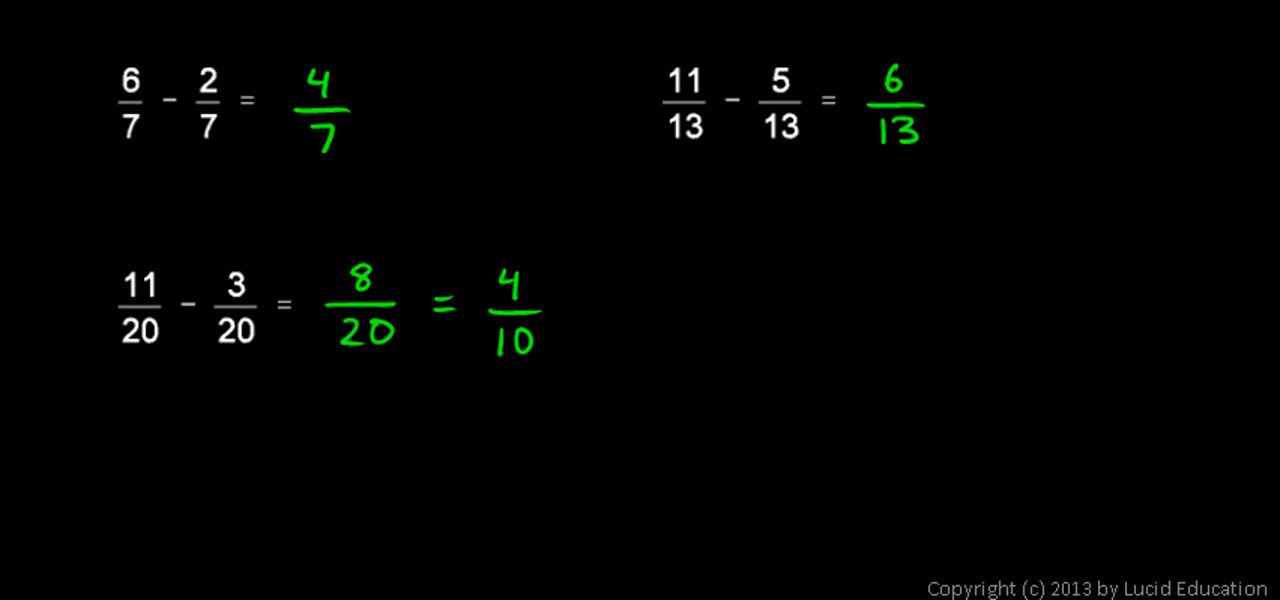 6/7 - 2/7 = 4/7
11/13 - 5/13 = 6/13
11/20 - 3/20 = 8/20 = 4/10
Copyright (c) 2013 by Lucid Education